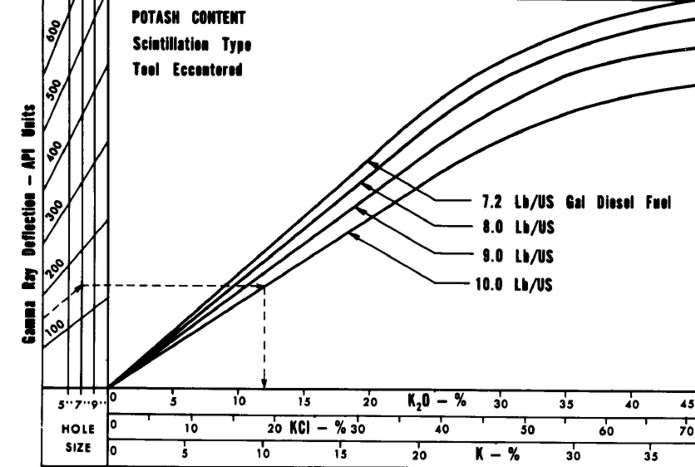 POTASH CONTENT
Scintillation Type
Tool Eccentered
Gamma Ray Deflection – API Units
600
500
400
300
200
100
7.2 Lb/US Gal Diesel Fuel
8.0 Lb/US
9.0 Lb/US
10.0 Lb/US
5" 7" 9"
HOLE
SIZE
0 5 10 15 20 K₂O – % 30 35 40 45
0 10 20 KCl – % 30 40 50 60 70
0 5 10 15 20 K – % 30 35